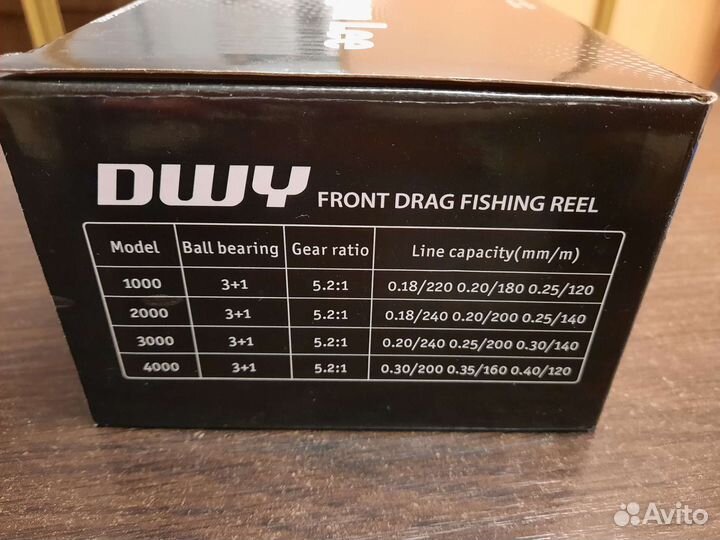 DWY FRONT DRAG FISHING REEL
Model Ball bearing Gear ratio Line capacity(mm/m)
1000 3+1 5.2:1 0.18/220 0.20/180 0.25/120
2000 3+1 5.2:1 0.18/240 0.20/200 0.25/140
3000 3+1 5.2:1 0.20/240 0.25/200 0.30/140
4000 3+1 5.2:1 0.30/200 0.35/160 0.40/120
Avito